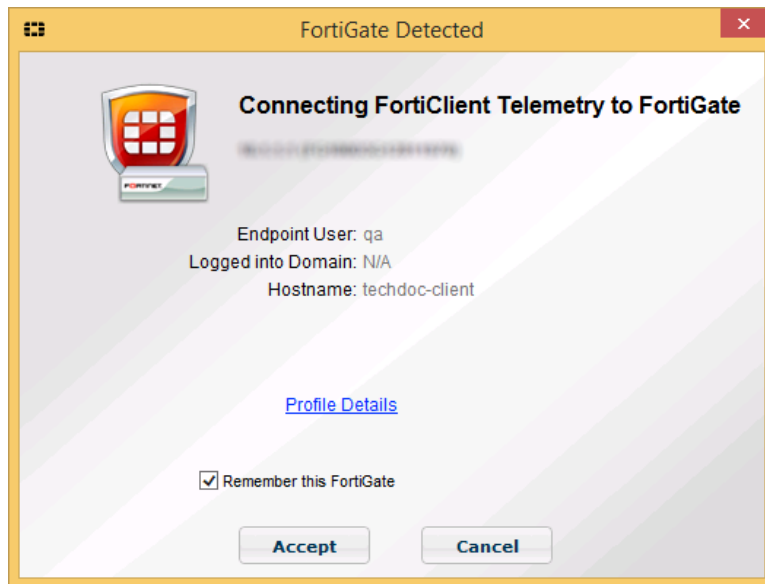 FortiGate Detected
Connecting FortiClient Telemetry to FortiGate
FORTINET
Endpoint User: qa
Logged into Domain: N/A
Hostname: techdoc-client
Profile Details
Remember this FortiGate
Accept
Cancel